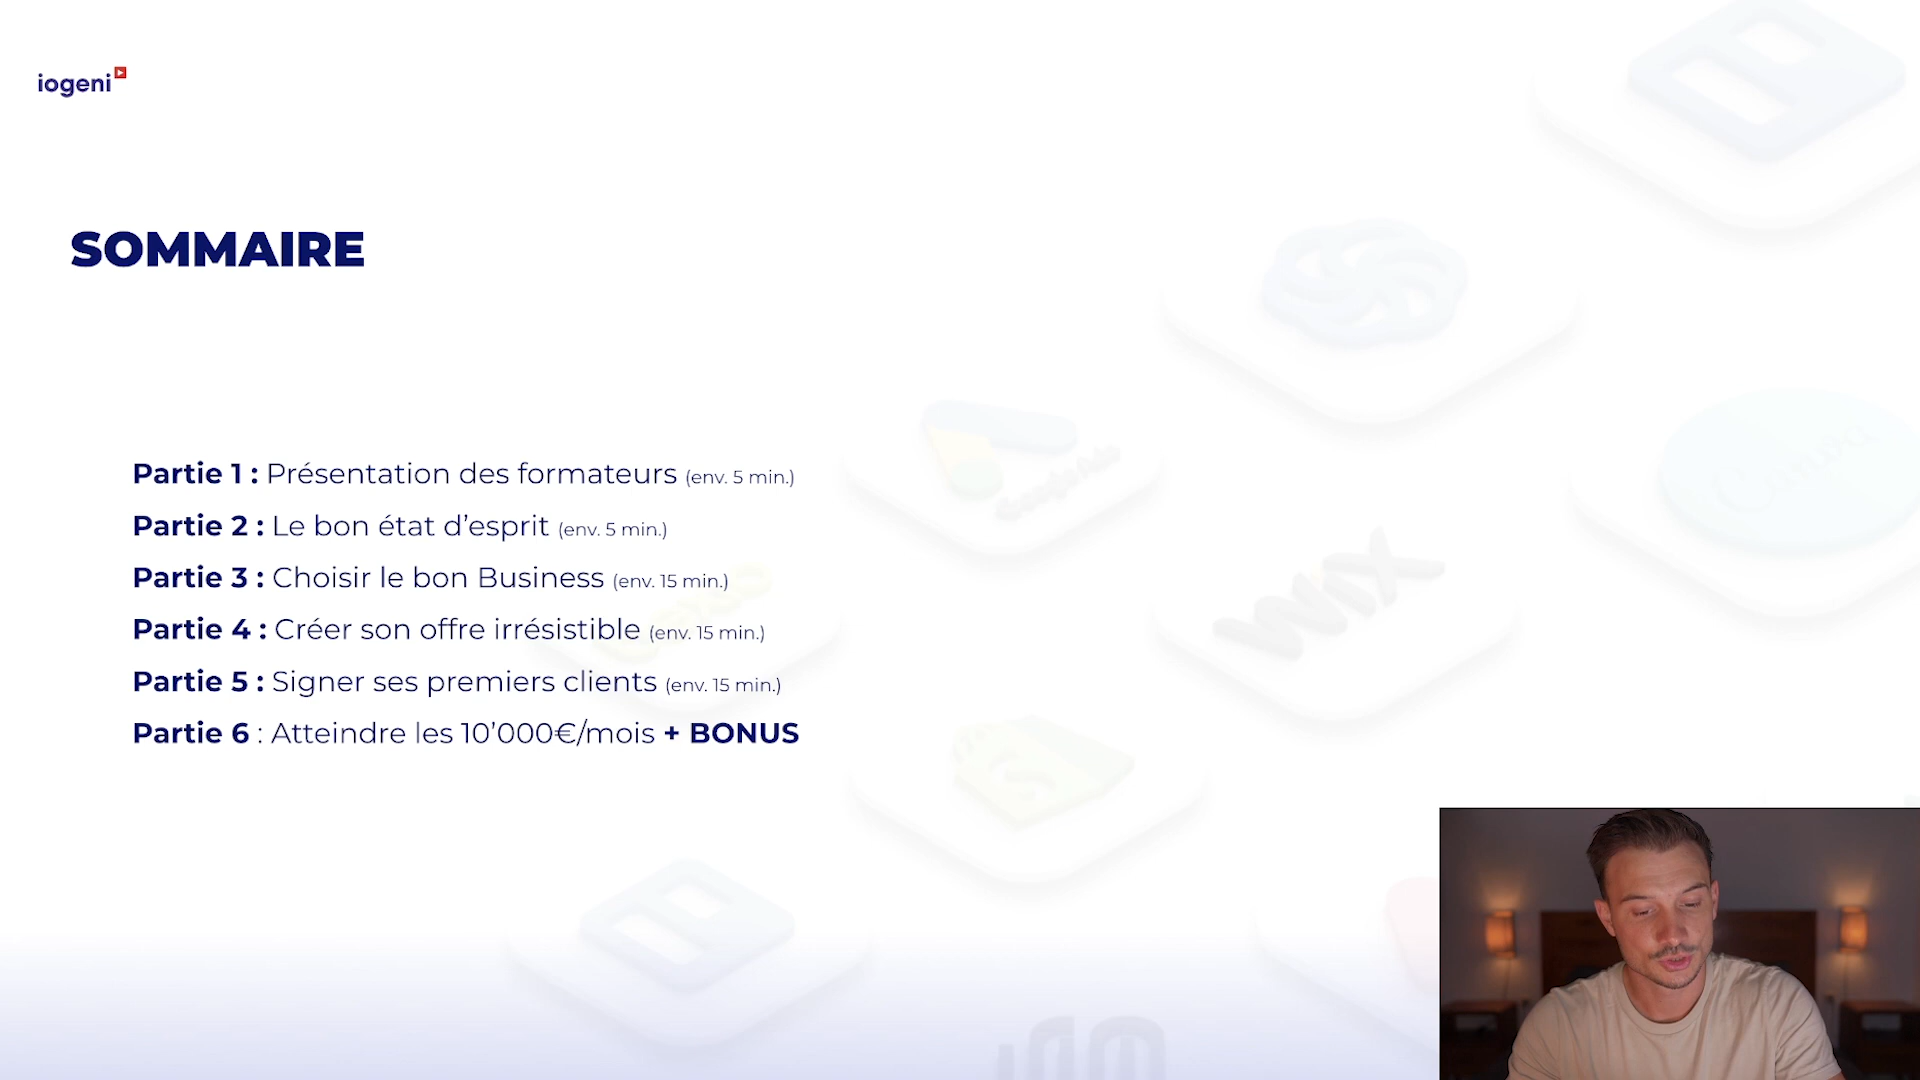 iogeni
SOMMAIRE
Partie 1 : Présentation des formateurs (env. 5 min.)
Partie 2 : Le bon état d’esprit (env. 5 min.)
Partie 3 : Choisir le bon Business (env. 15 min.)
Partie 4 : Créer son offre irrésistible (env. 15 min.)
Partie 5 : Signer ses premiers clients (env. 15 min.)
Partie 6 : Atteindre les 10’000€/mois + BONUS
Canva
WIX